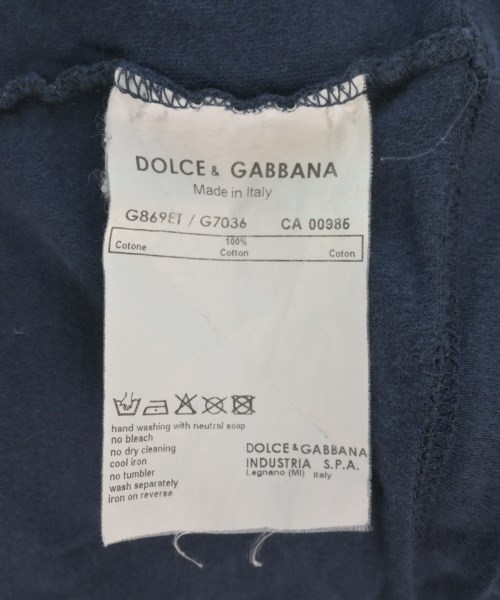 DOLCE & GABBANA
Made in Italy
G869ET / G7036 CA 00986
100%
Cotone Cotton Coton
hand washing with neutral soap
no bleach
no dry cleaning
cool iron
no tumbler
wash separately
iron on reverse
DOLCE & GABBANA
INDUSTRIA S.P.A.
Legnano (MI) Italy